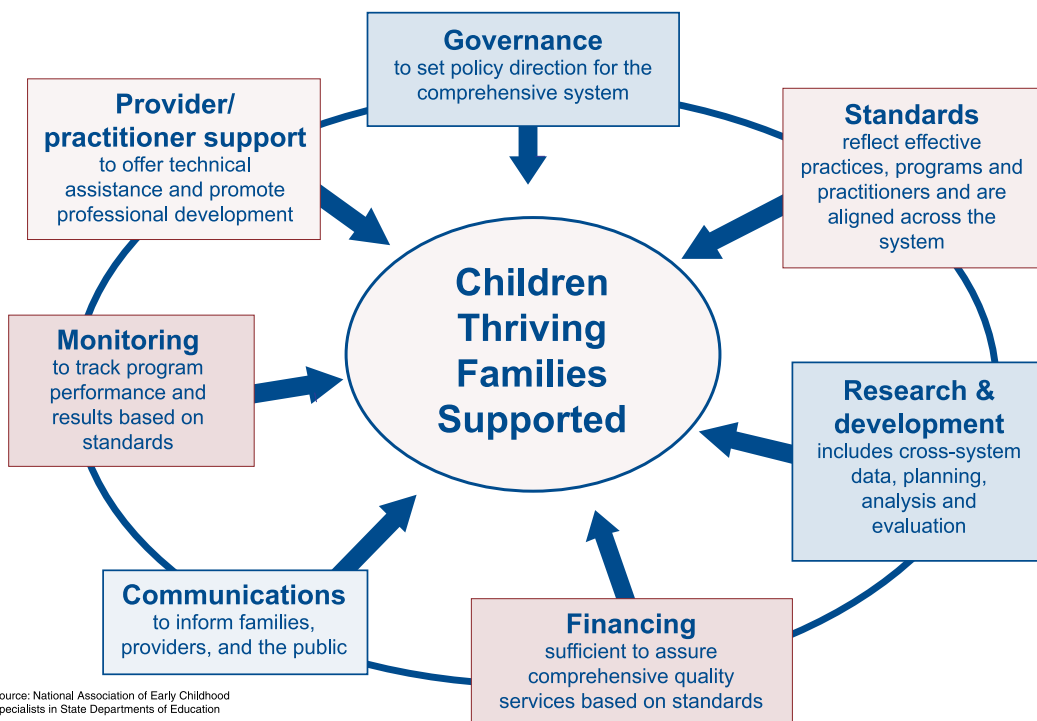 Governance
to set policy direction for the
comprehensive system
Provider/
practitioner support
to offer technical
assistance and promote
professional development
Standards
reflect effective
practices, programs and
practitioners and are
aligned across the
system
Children
Thriving
Families
Supported
Monitoring
to track program
performance and
results based on
standards
Research &
development
includes cross-system
data, planning,
analysis and
evaluation
Communications
to inform families,
providers, and the public
Financing
sufficient to assure
comprehensive quality
services based on standards
ource: National Association of Early Childhood
pecialists in State Departments of Education